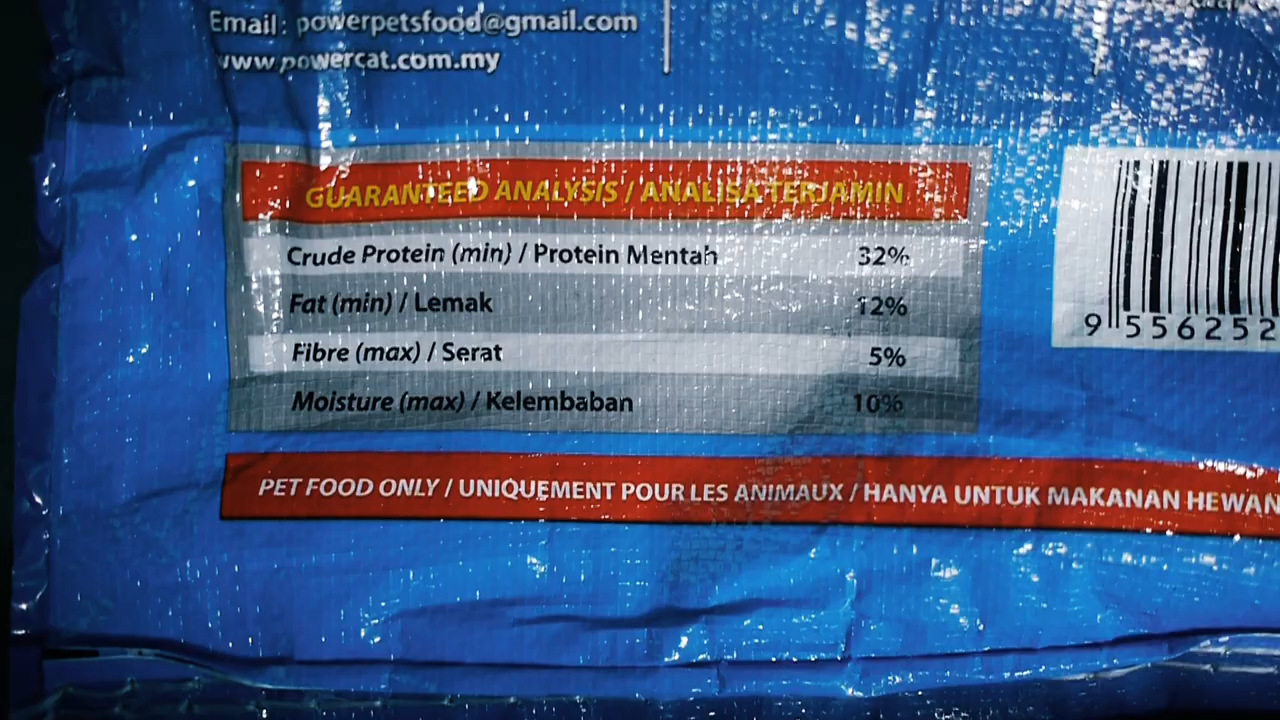 Email: powerpetsfood@gmail.com
www.powercat.com.my
GUARANTEED ANALYSIS / ANALISA TERJAMIN
Crude Protein (min) / Protein Mentah 32%
Fat (min) / Lemak 12%
Fibre (max) / Serat 5%
Moisture (max) / Kelembaban 10%
9 556252
PET FOOD ONLY / UNIQUEMENT POUR LES ANIMAUX / HANYA UNTUK MAKANAN HEWAN